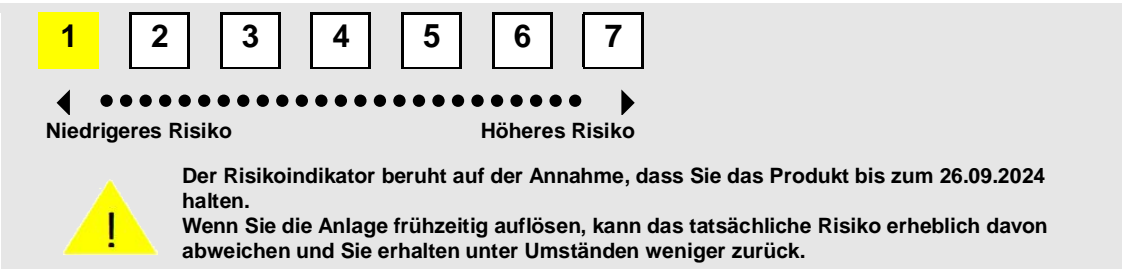 1 2 3 4 5 6 7
Niedrigeres Risiko Höheres Risiko
Der Risikoindikator beruht auf der Annahme, dass Sie das Produkt bis zum 26.09.2024
halten.
Wenn Sie die Anlage frühzeitig auflösen, kann das tatsächliche Risiko erheblich davon
abweichen und Sie erhalten unter Umständen weniger zurück.
!